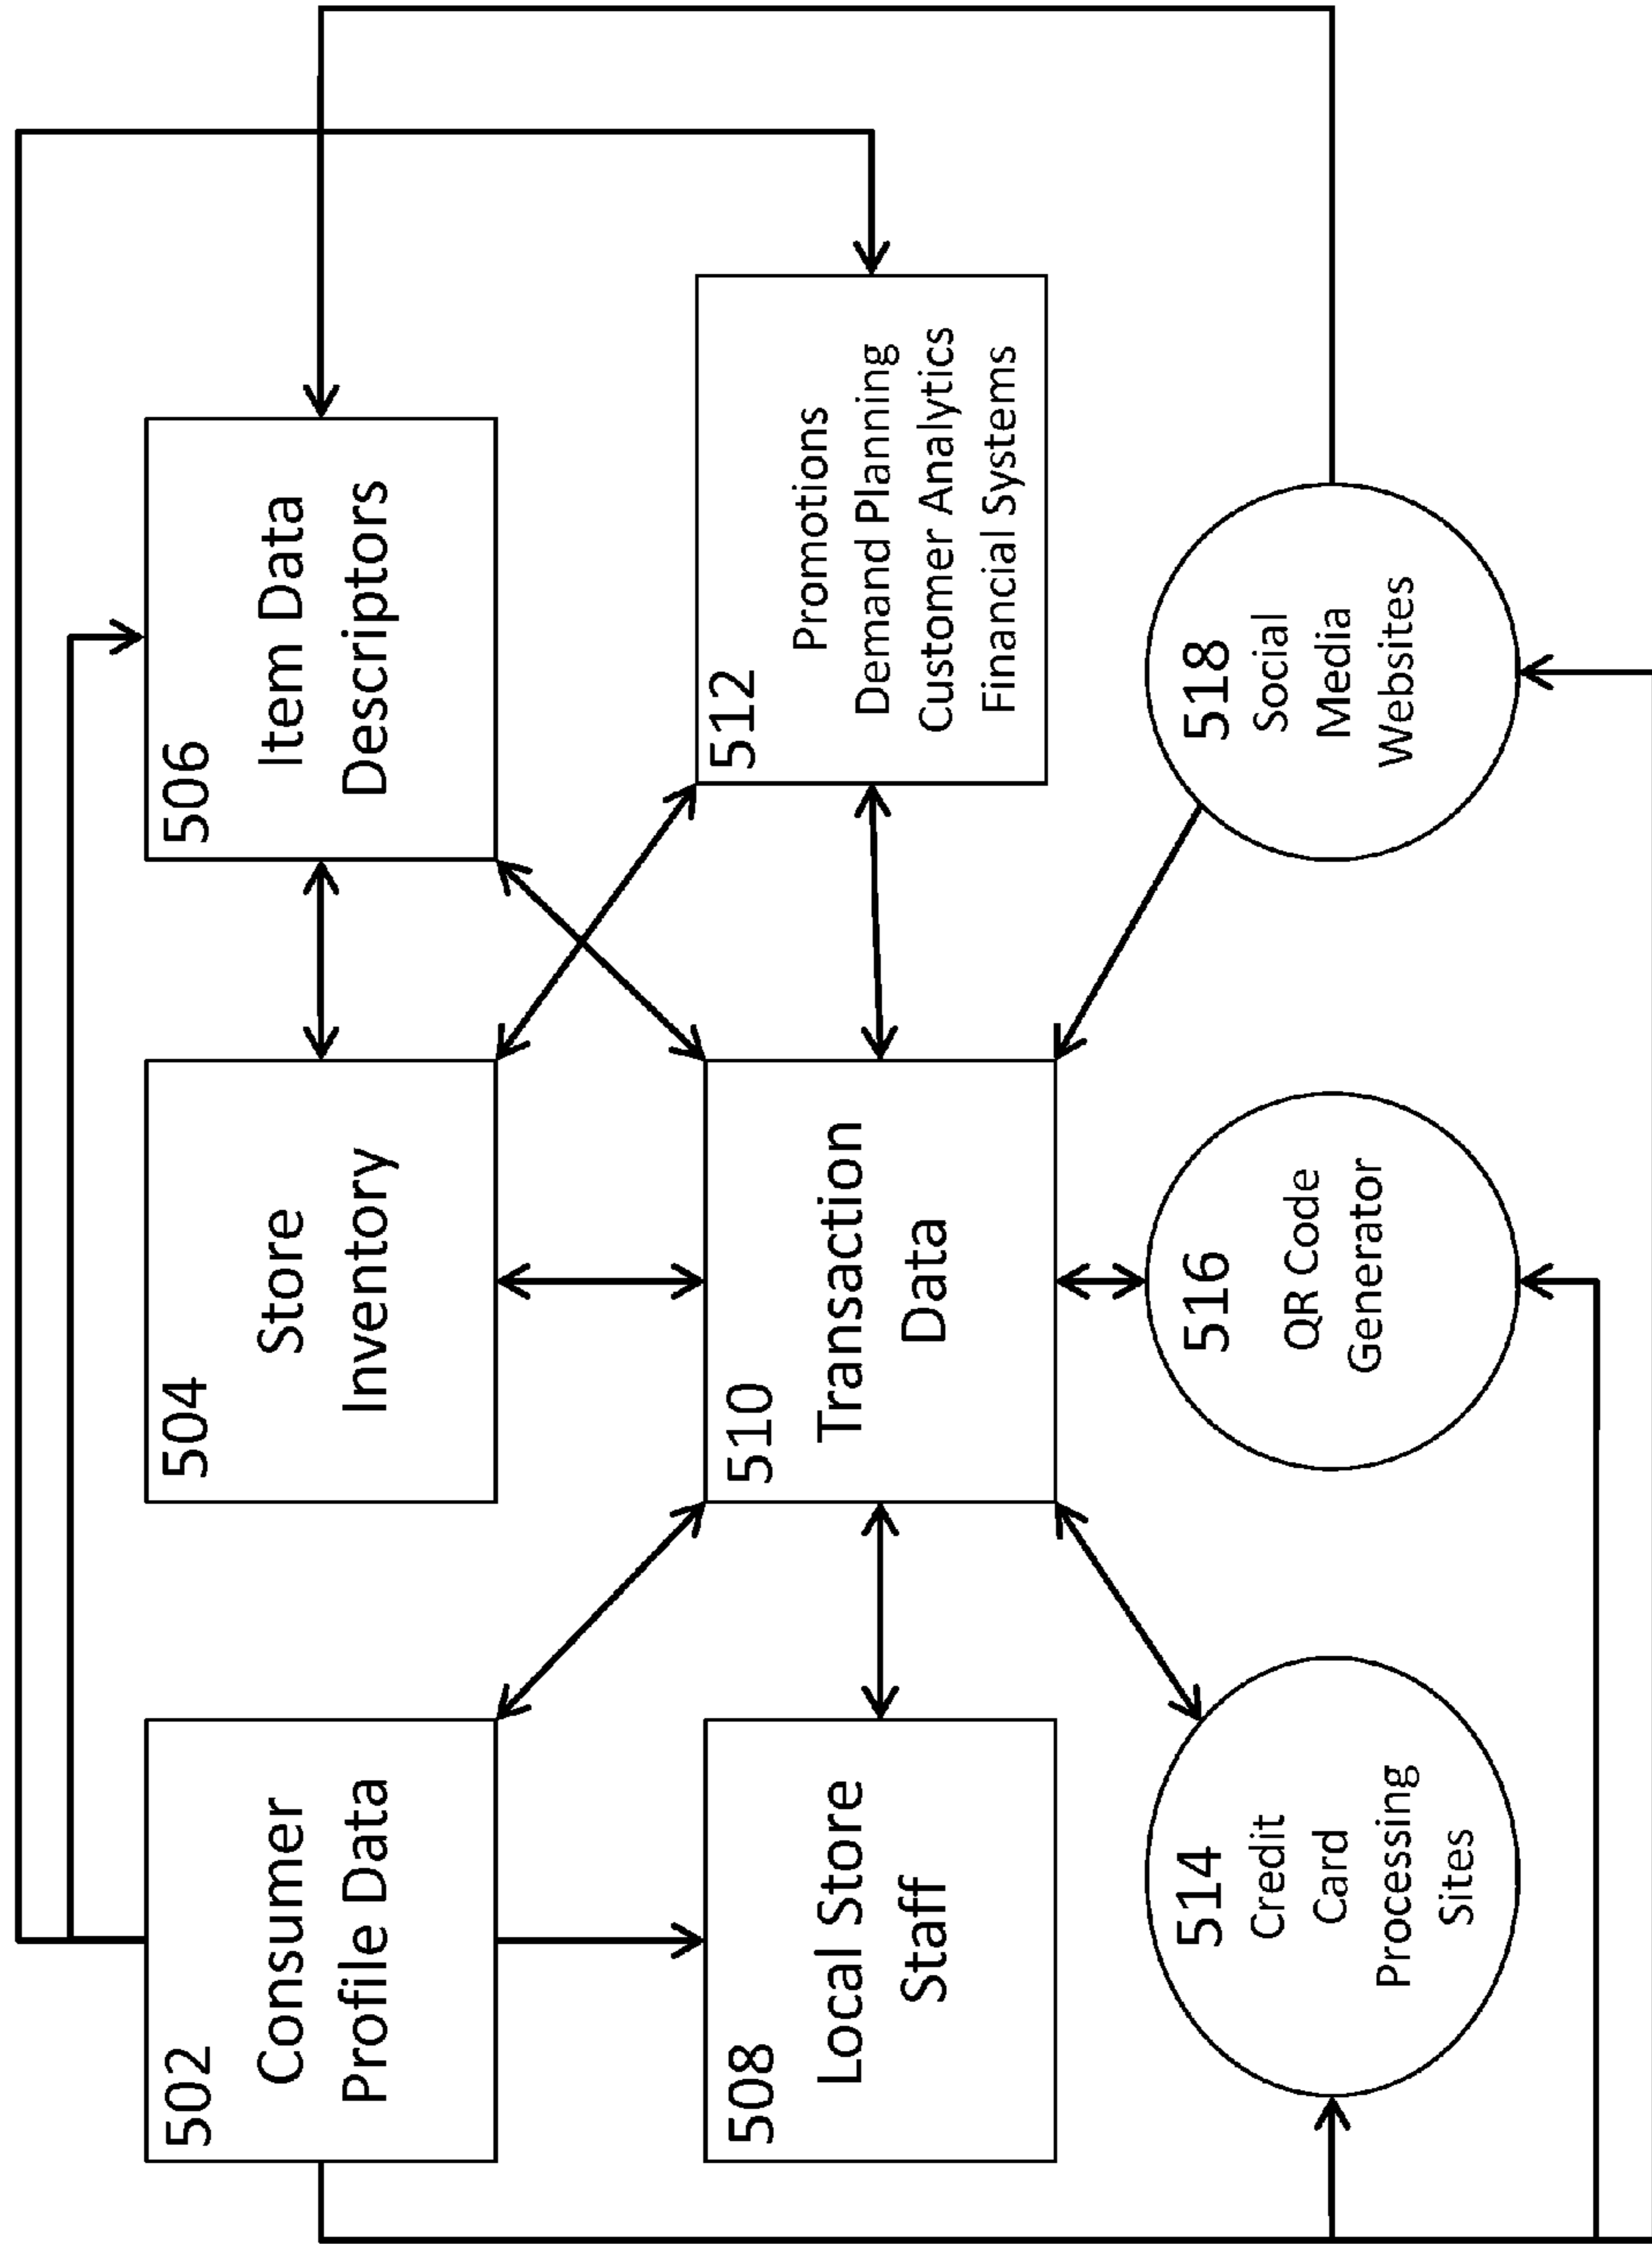 502
Consumer
Profile Data
504
Store
Inventory
506
Item Data
Descriptors
508
Local Store
Staff
510
Transaction
Data
512
Promotions
Demand Planning
Customer Analytics
Financial Systems
514
Credit
Card
Processing
Sites
516
QR Code
Generator
518
Social
Media
Websites